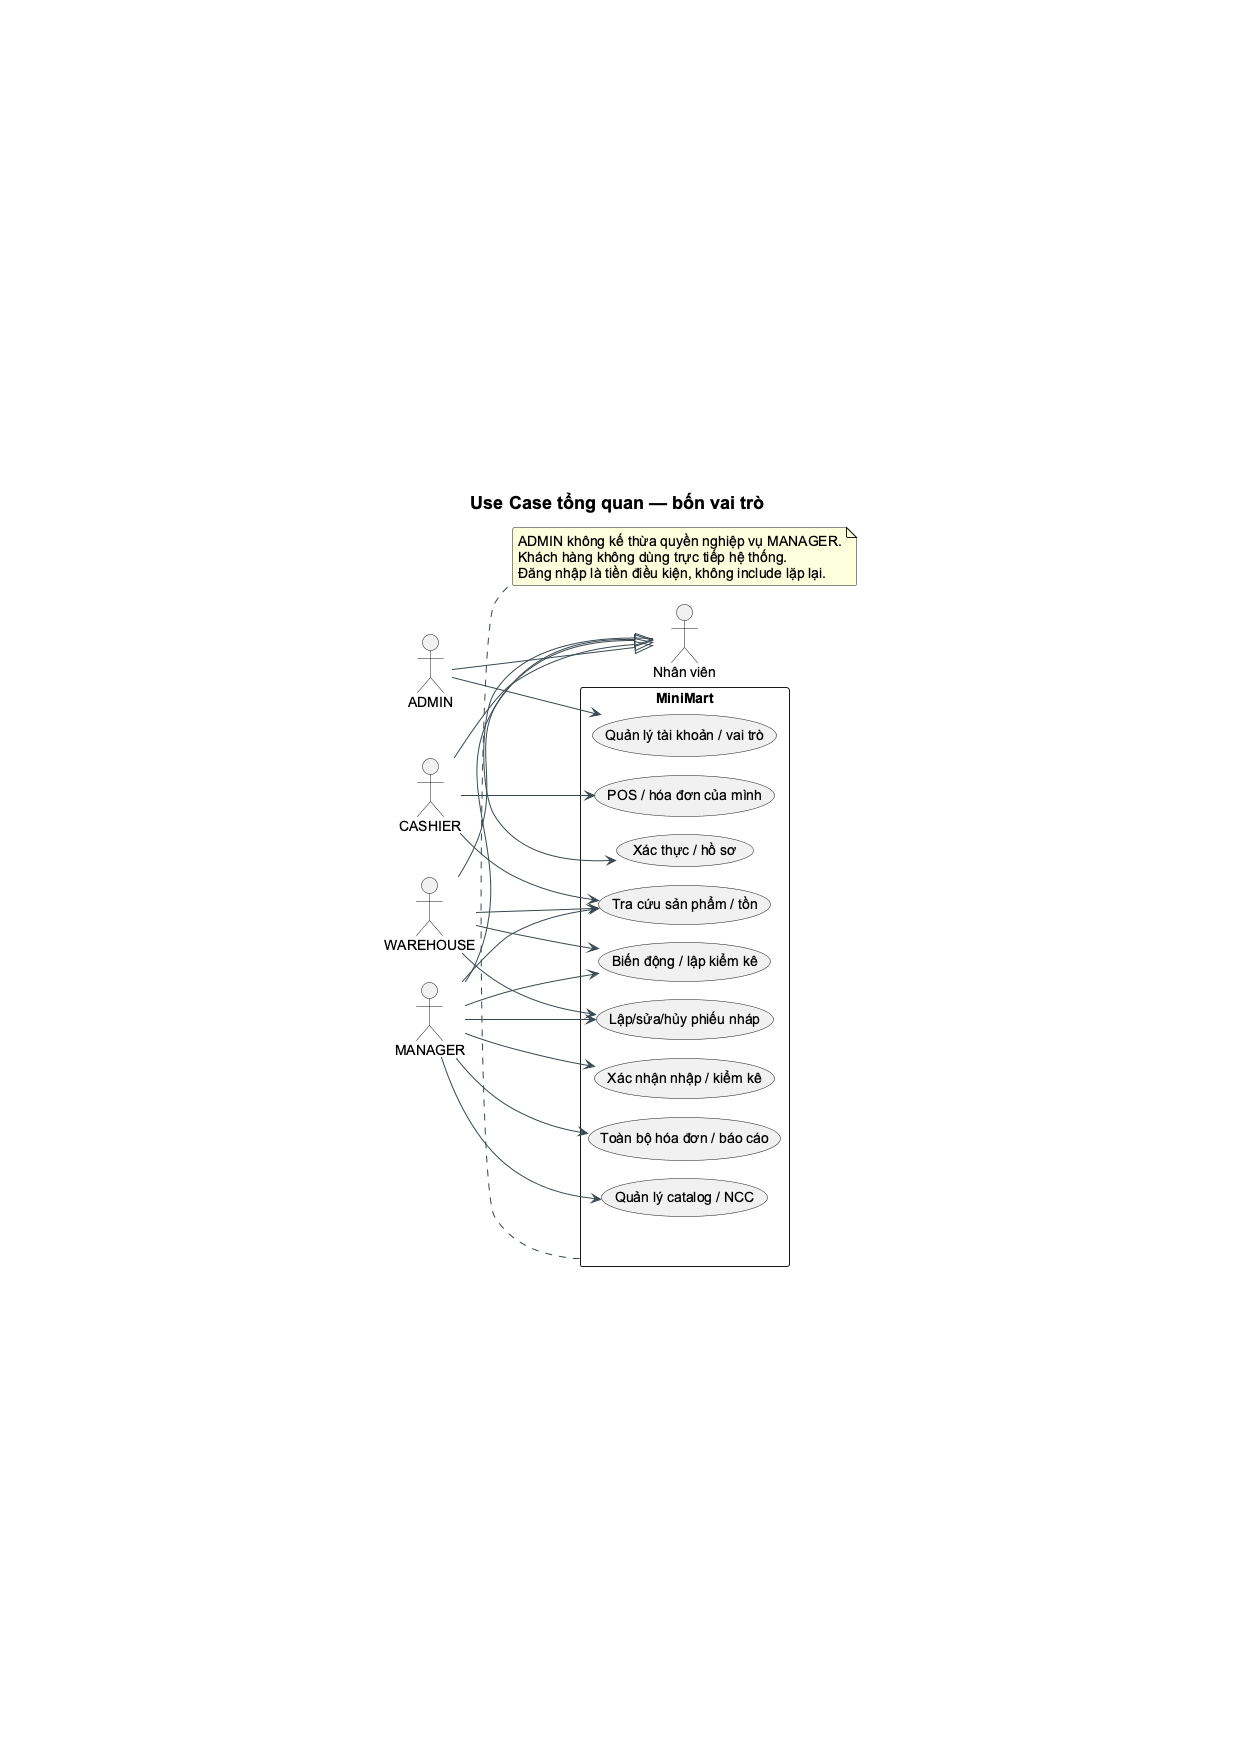 Use Case tổng quan — bốn vai trò
ADMIN không kế thừa quyền nghiệp vụ MANAGER.
Khách hàng không dùng trực tiếp hệ thống.
Đăng nhập là tiền điều kiện, không include lặp lại.
Nhân viên
ADMIN
MiniMart
Quản lý tài khoản / vai trò
POS / hóa đơn của mình
CASHIER
Xác thực / hồ sơ
Tra cứu sản phẩm / tồn
WAREHOUSE
Biến động / lập kiểm kê
Lập/sửa/hủy phiếu nháp
MANAGER
Xác nhận nhập / kiểm kê
Toàn bộ hóa đơn / báo cáo
Quản lý catalog / NCC